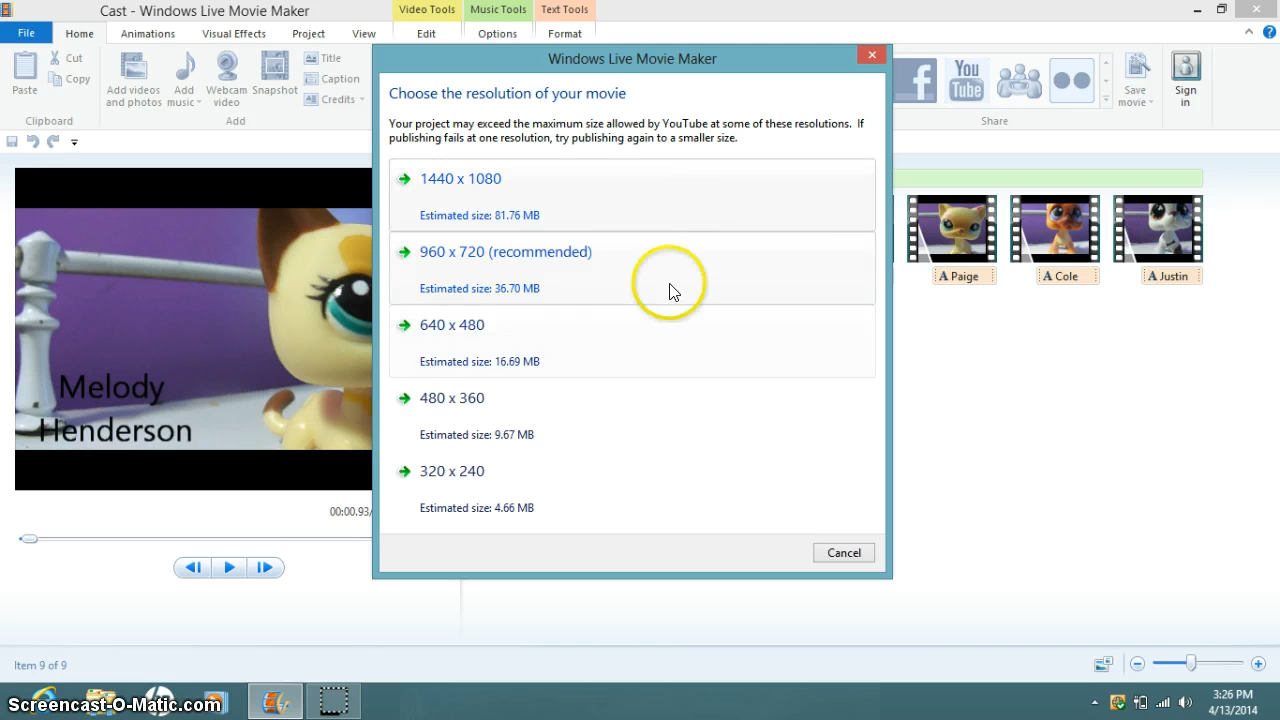 Cast - Windows Live Movie Maker
Video Tools
Music Tools
Text Tools
File
Home
Animations
Visual Effects
Project
View
Edit
Options
Format
Paste
Cut
Copy
Clipboard
Add videos
and photos
Add
music
Webcam
video
Snapshot
Title
Caption
Credits
Add
You
Tube
Save
movie
Sign
in
Share
Windows Live Movie Maker
Choose the resolution of your movie
Your project may exceed the maximum size allowed by YouTube at some of these resolutions. If
publishing fails at one resolution, try publishing again to a smaller size.
1440 x 1080
Estimated size: 81.76 MB
960 x 720 (recommended)
Estimated size: 36.70 MB
640 x 480
Estimated size: 16.69 MB
480 x 360
Estimated size: 9.67 MB
320 x 240
Estimated size: 4.66 MB
Cancel
Melody
Henderson
00:00.93/
A Paige
A Cole
A Justin
Item 9 of 9
Screencast-O-Matic.com
3:26 PM
4/13/2014